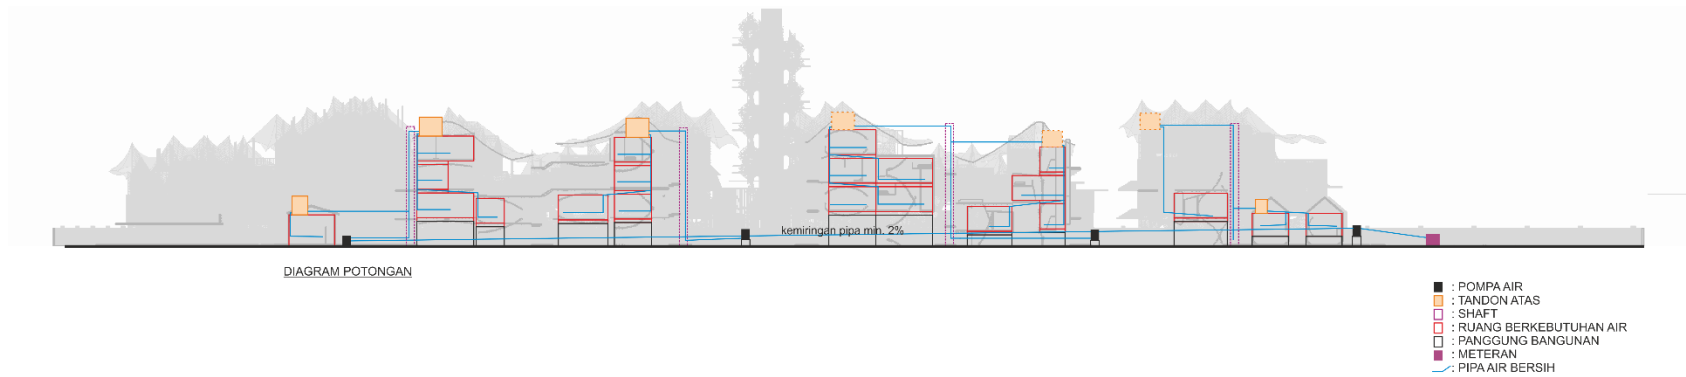 kemiringan pipa min. 2%
DIAGRAM POTONGAN
: POMPA AIR
: TANDON ATAS
: SHAFT
: RUANG BERKEBUTUHAN AIR
: PANGGUNG BANGUNAN
: METERAN
: PIPA AIR BERSIH